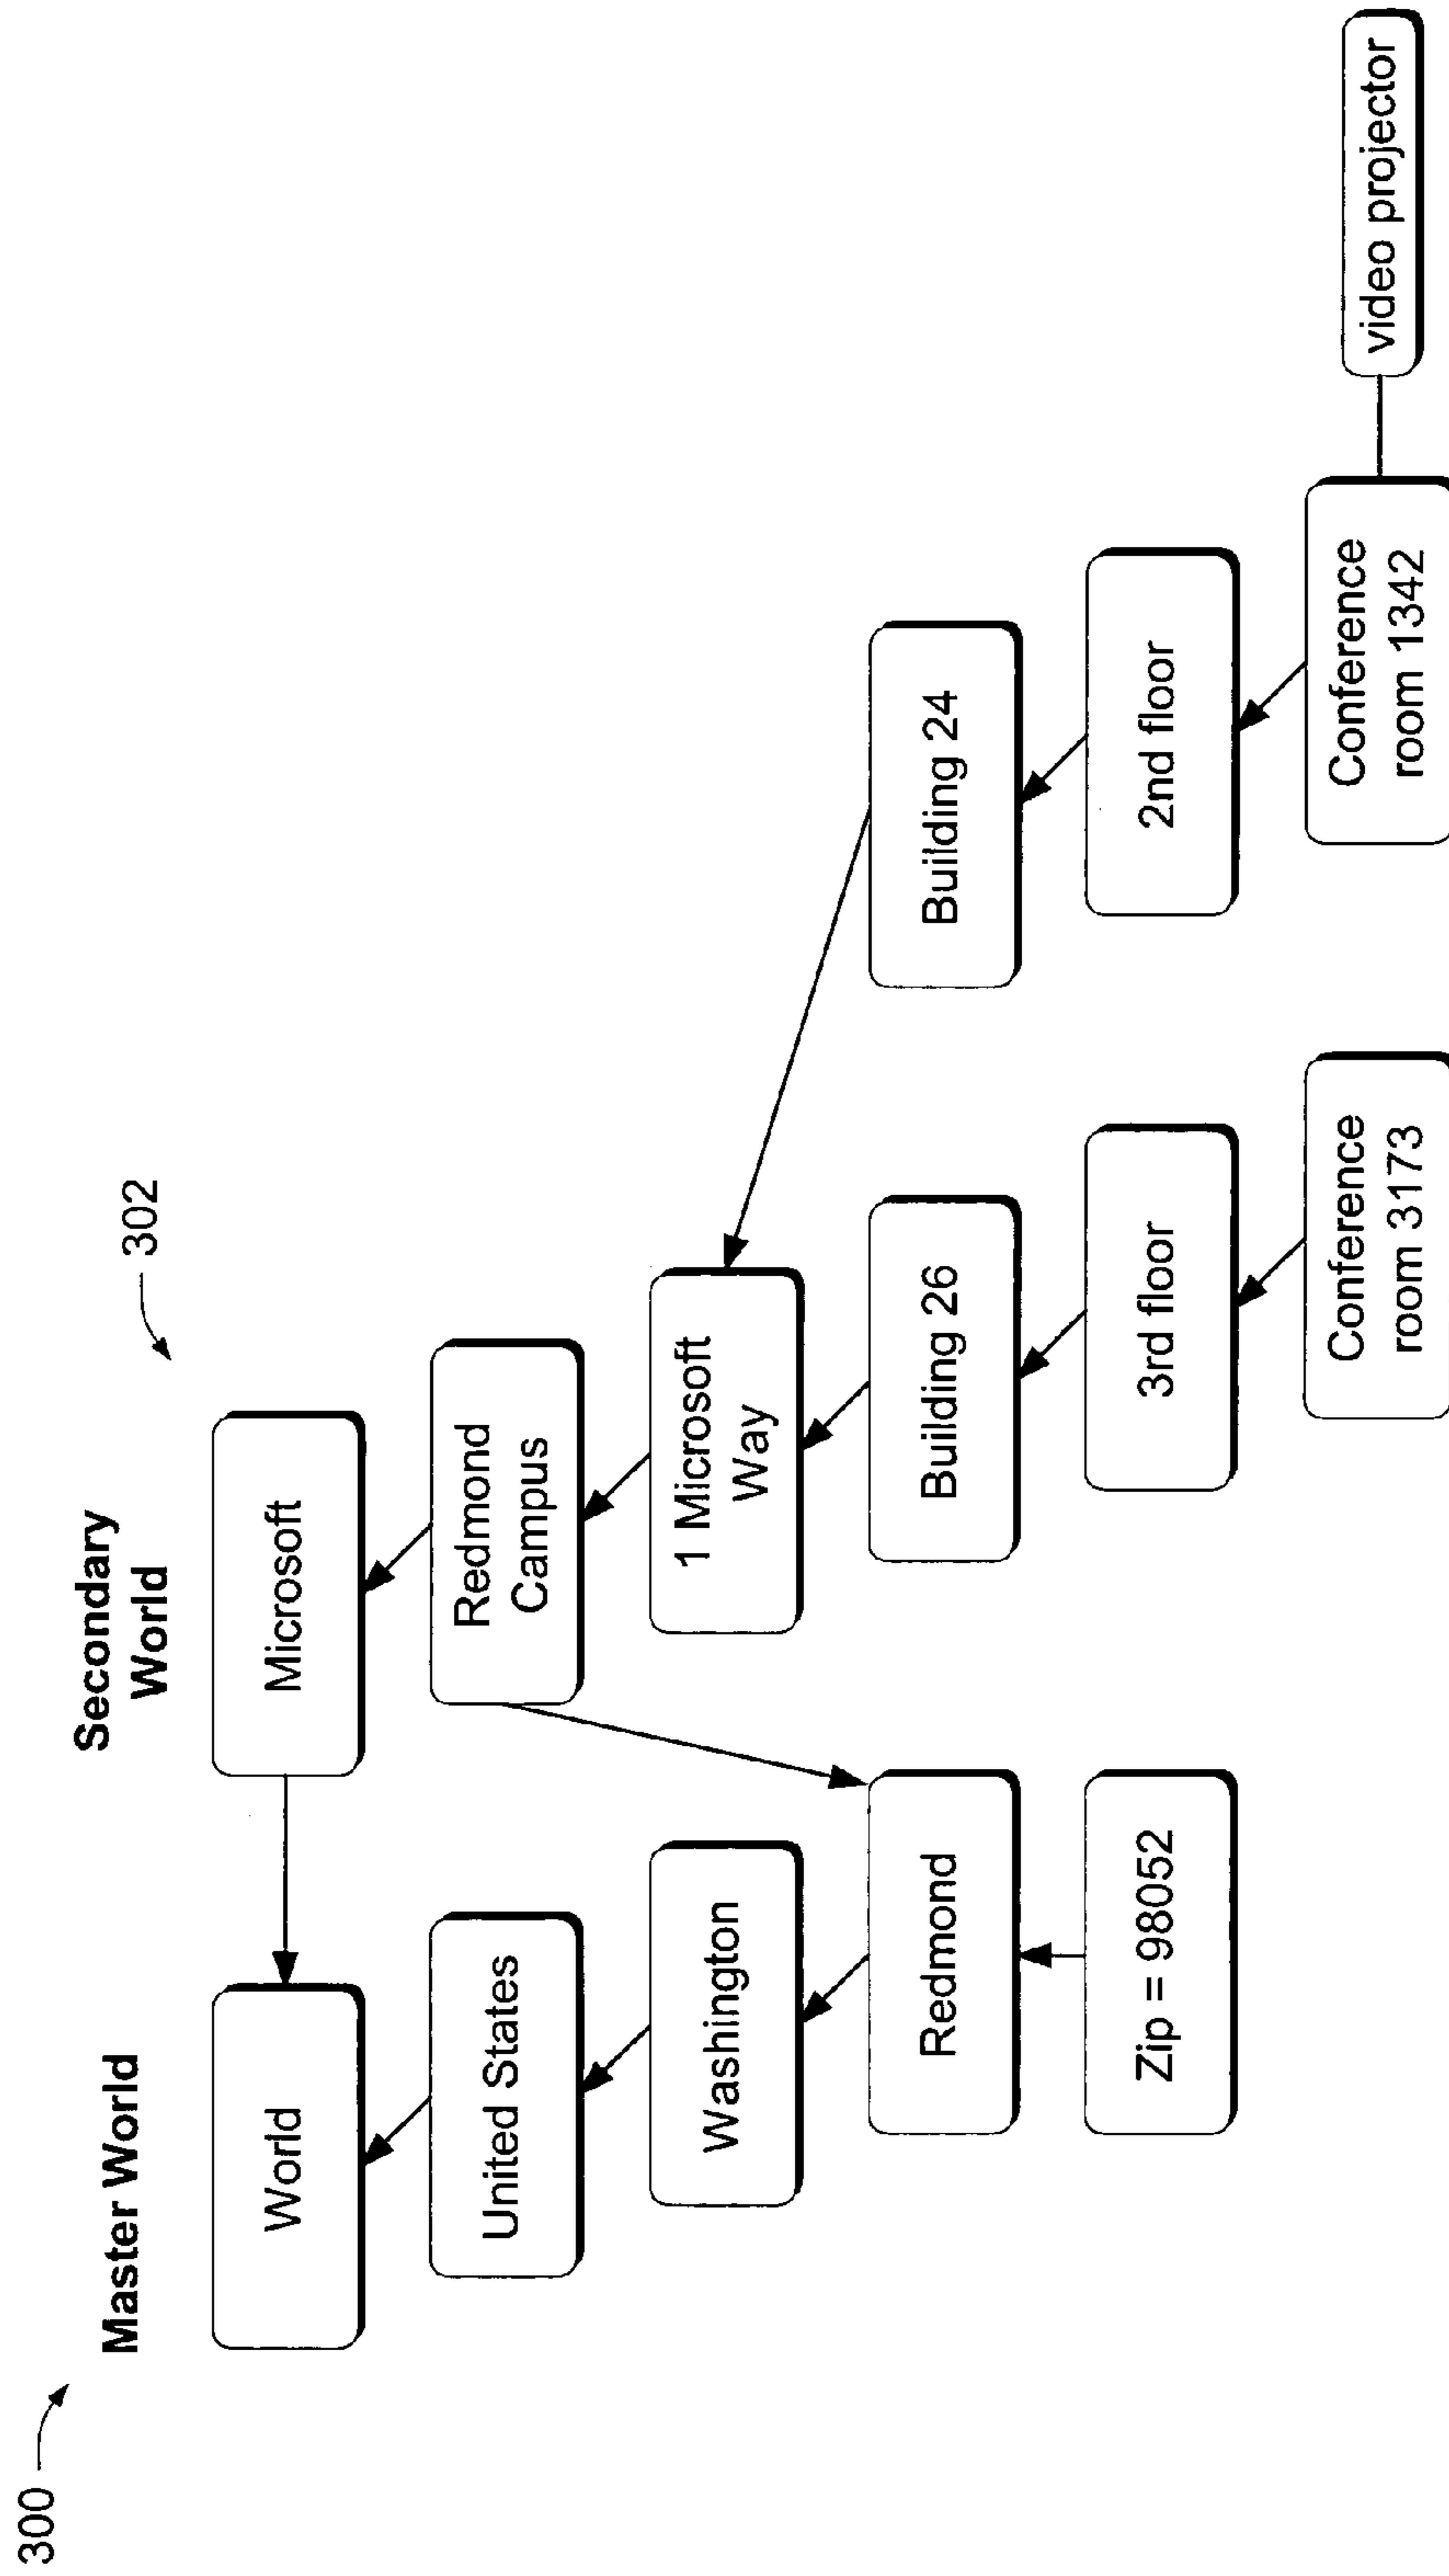 300
Master World
Secondary
World
302
World
Microsoft
United States
Redmond
Campus
Washington
1 Microsoft
Way
Redmond
Building 26
Building 24
Zip = 98052
3rd floor
2nd floor
Conference
room 3173
Conference
room 1342
video projector